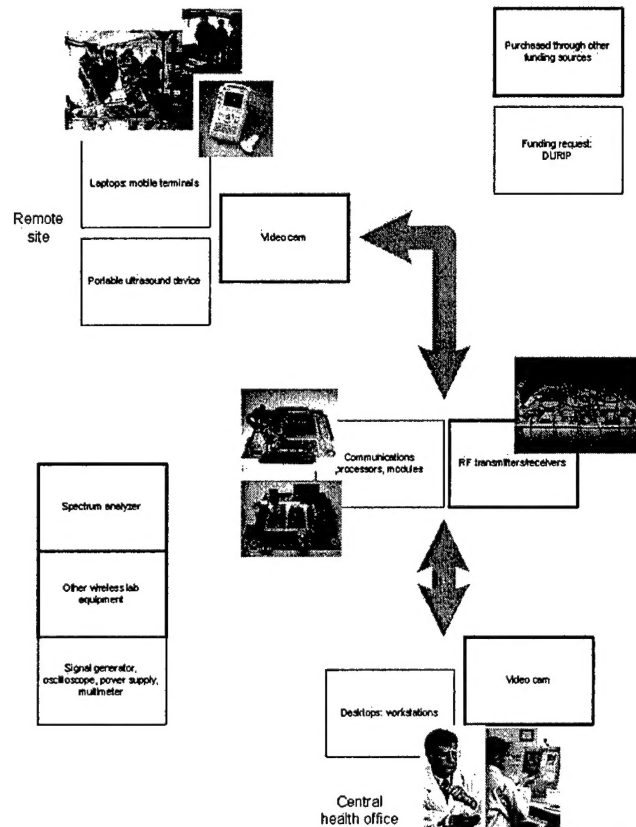 Purchased through other
funding sources
Funding request:
DURIP
Laptops: mobile terminals
Remote
site
Video cam
Portable ultrasound device
Communications
processors, modules
RF transmitters/receivers
Spectrum analyzer
Other wireless lab
equipment
Signal generator,
oscilloscope, power supply,
multimeter
Video cam
Desktops: workstations
Central
health office